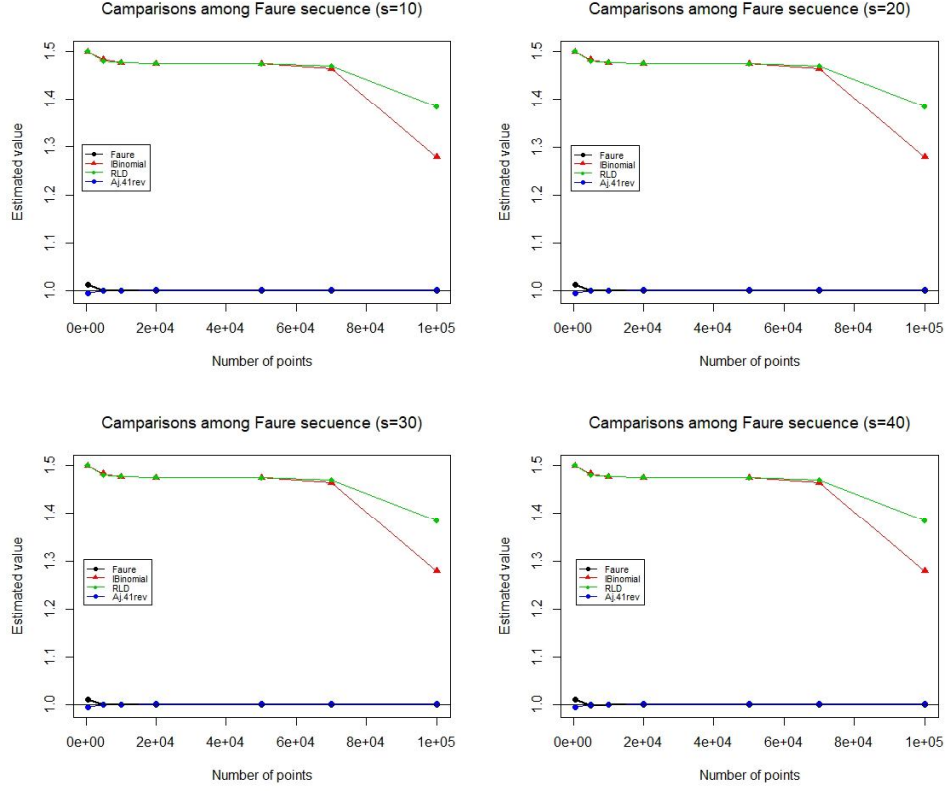 Camparisons among Faure secuence (s=10)
Estimated value
1.5
1.4
1.3
1.2
1.1
1.0
Faure
IBinomial
RLD
Aj.41rev
0e+00 2e+04 4e+04 6e+04 8e+04 1e+05
Number of points
Camparisons among Faure secuence (s=20)
Estimated value
1.5
1.4
1.3
1.2
1.1
1.0
Faure
IBinomial
RLD
Aj.41rev
0e+00 2e+04 4e+04 6e+04 8e+04 1e+05
Number of points
Camparisons among Faure secuence (s=30)
Estimated value
1.5
1.4
1.3
1.2
1.1
1.0
Faure
IBinomial
RLD
Aj.41rev
0e+00 2e+04 4e+04 6e+04 8e+04 1e+05
Number of points
Camparisons among Faure secuence (s=40)
Estimated value
1.5
1.4
1.3
1.2
1.1
1.0
Faure
IBinomial
RLD
Aj.41rev
0e+00 2e+04 4e+04 6e+04 8e+04 1e+05
Number of points